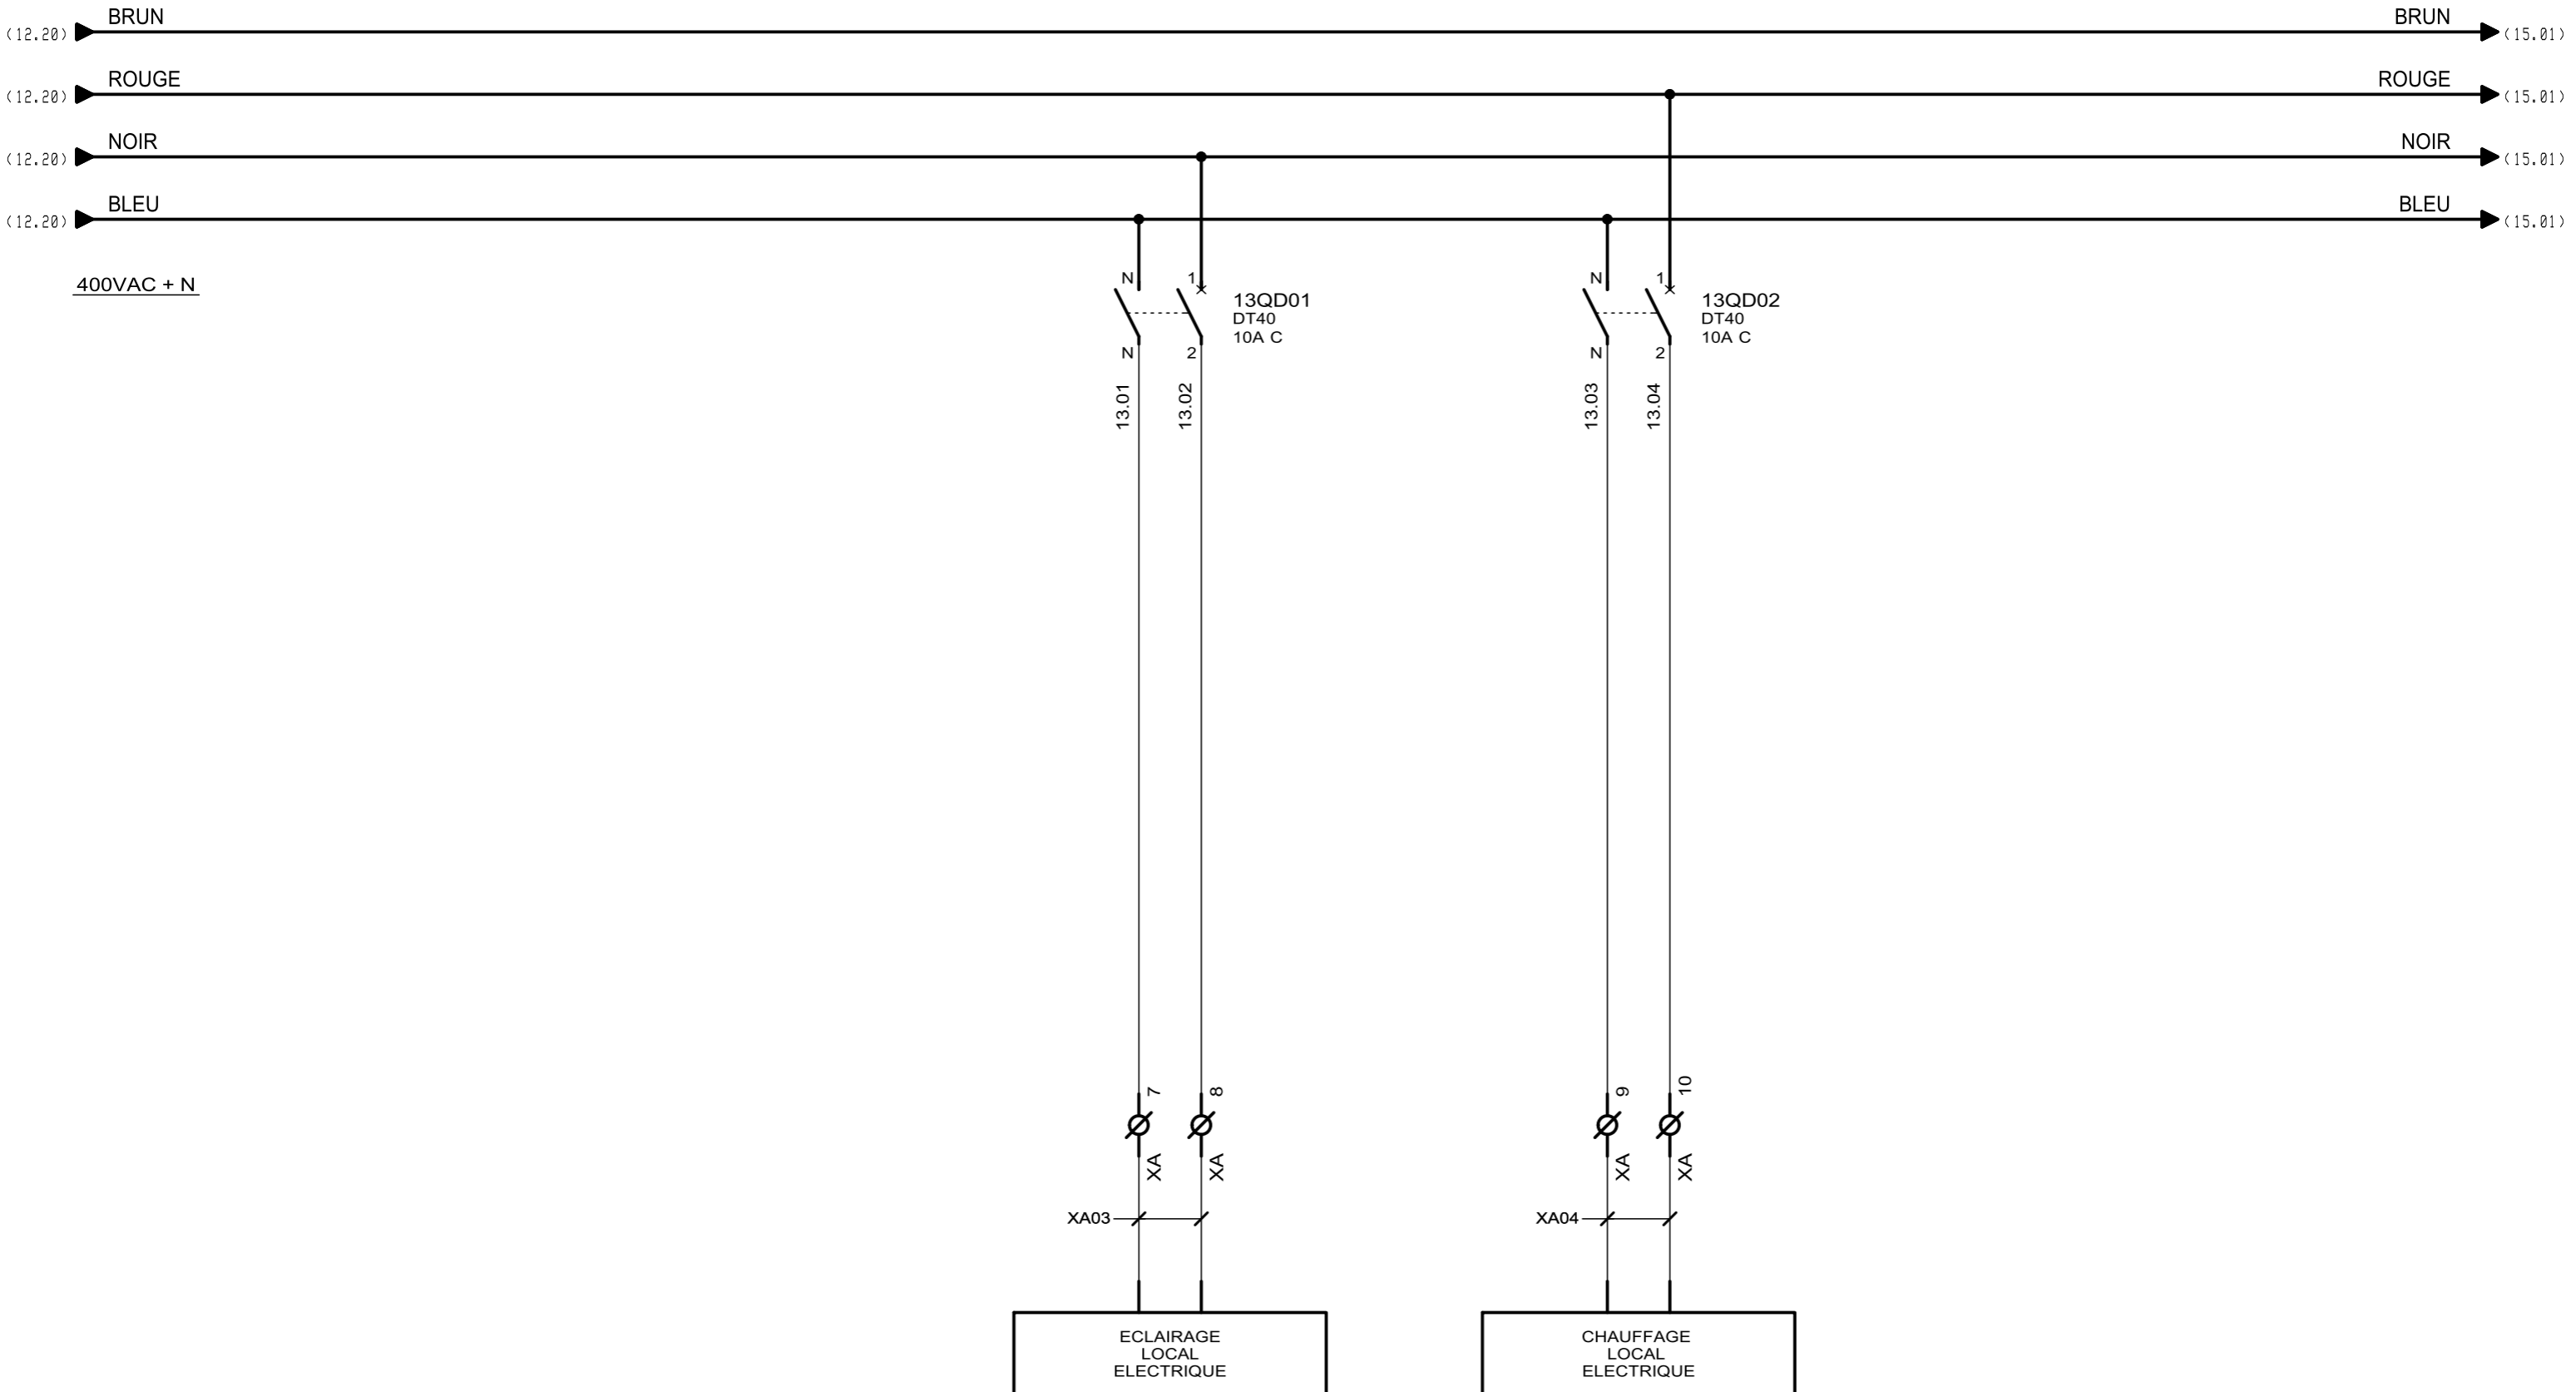 BRUN BRUN
(12.20) (15.01)
ROUGE ROUGE
(12.20) (15.01)
NOIR NOIR
(12.20) (15.01)
BLEU BLEU
(12.20) (15.01)
400VAC + N
N 1
13QD01
DT40
10A C
N 2
13.01 13.02
N 1
13QD02
DT40
10A C
N 2
13.03 13.04
7 8
XA XA
XA03
9 10
XA XA
XA04
ECLAIRAGE
LOCAL
ELECTRIQUE
CHAUFFAGE
LOCAL
ELECTRIQUE